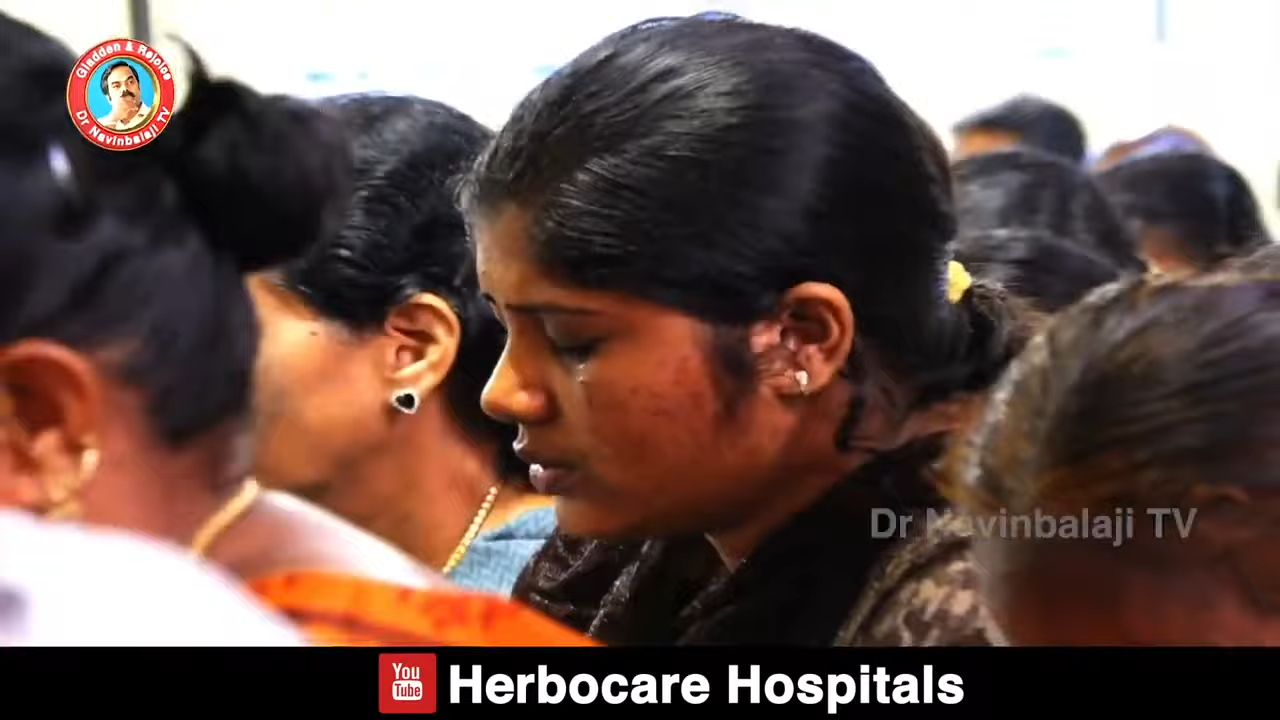 Gladden & Rejoice
Dr Navinbalaji TV
Dr Navinbalaji TV
You
Tube
Herbocare Hospitals